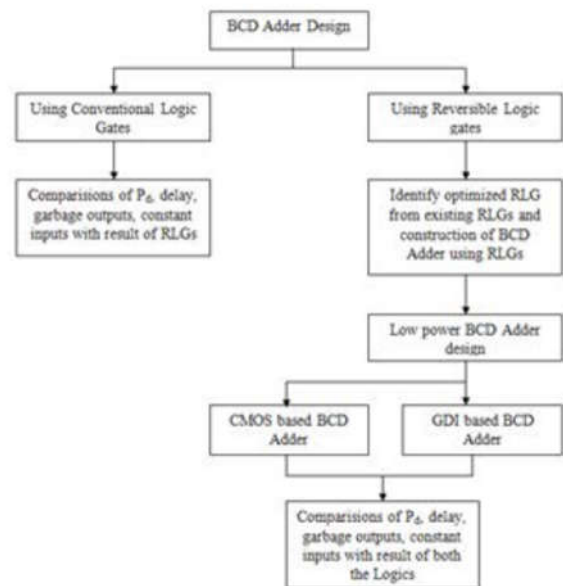 BCD Adder Design
Using Conventional Logic
Gates
Using Reversible Logic
gates
Comparisions of Pd, delay,
garbage outputs, constant
inputs with result of RLGs
Identify optimized RLG
from existing RLGs and
construction of BCD
Adder using RLGs
Low power BCD Adder
design
CMOS based BCD
Adder
GDI based BCD
Adder
Comparisions of Pd, delay,
garbage outputs, constant
inputs with result of both
the Logics